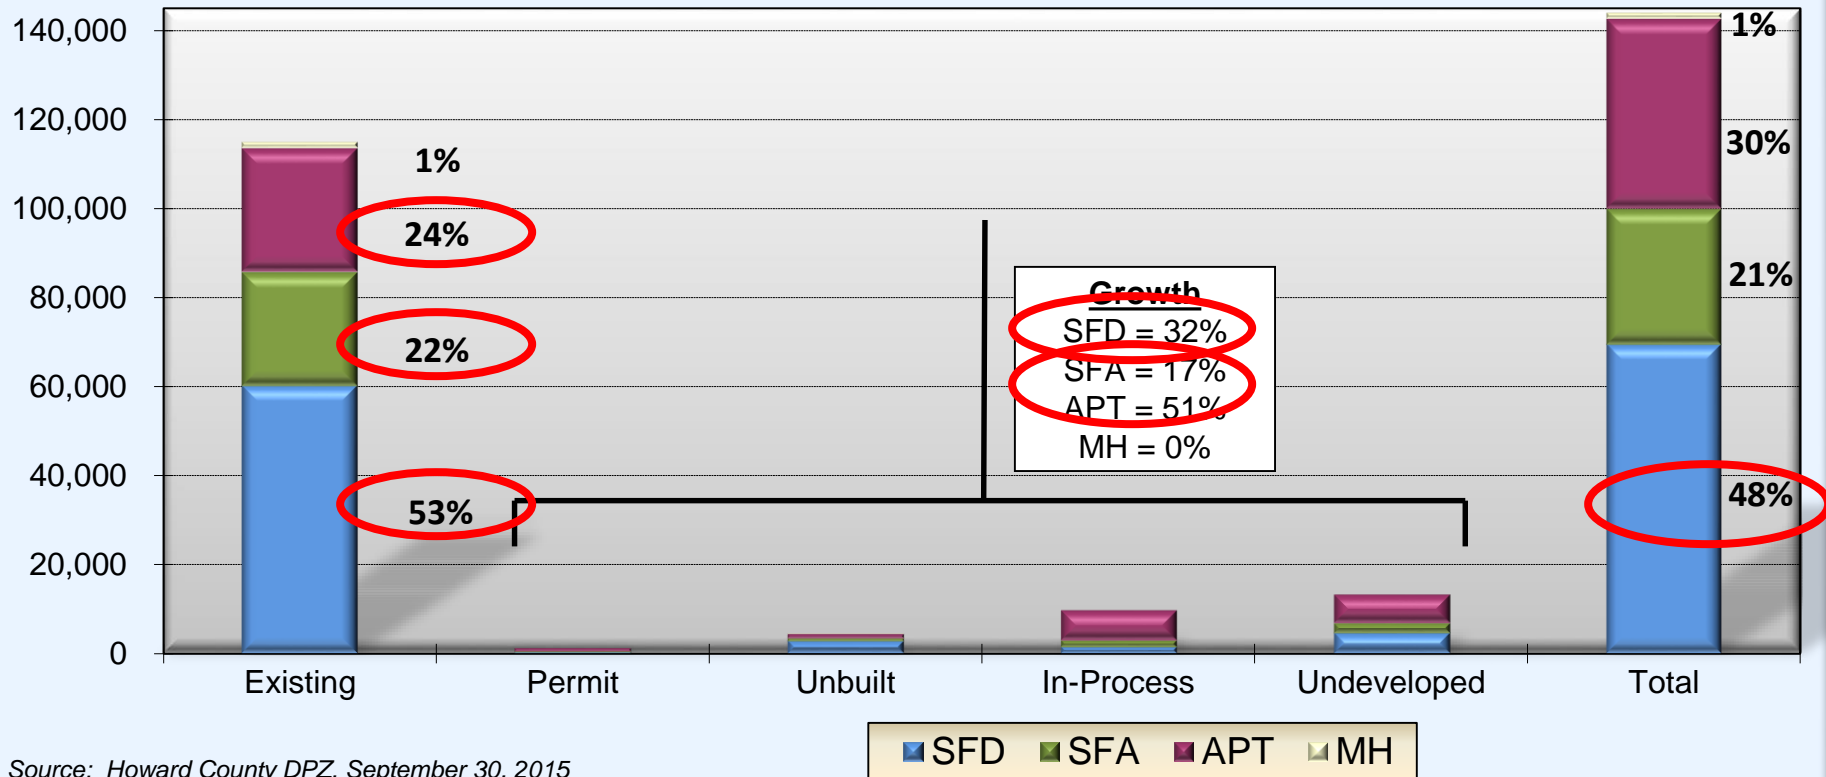 140,000
120,000
100,000
80,000
60,000
40,000
20,000
0
1%
24%
22%
53%
Growth
SFD = 32%
SFA = 17%
APT = 51%
MH = 0%
1%
30%
21%
48%
Existing Permit Unbuilt In-Process Undeveloped Total
SFD SFA APT MH
Source: Howard County DPZ, September 30, 2015